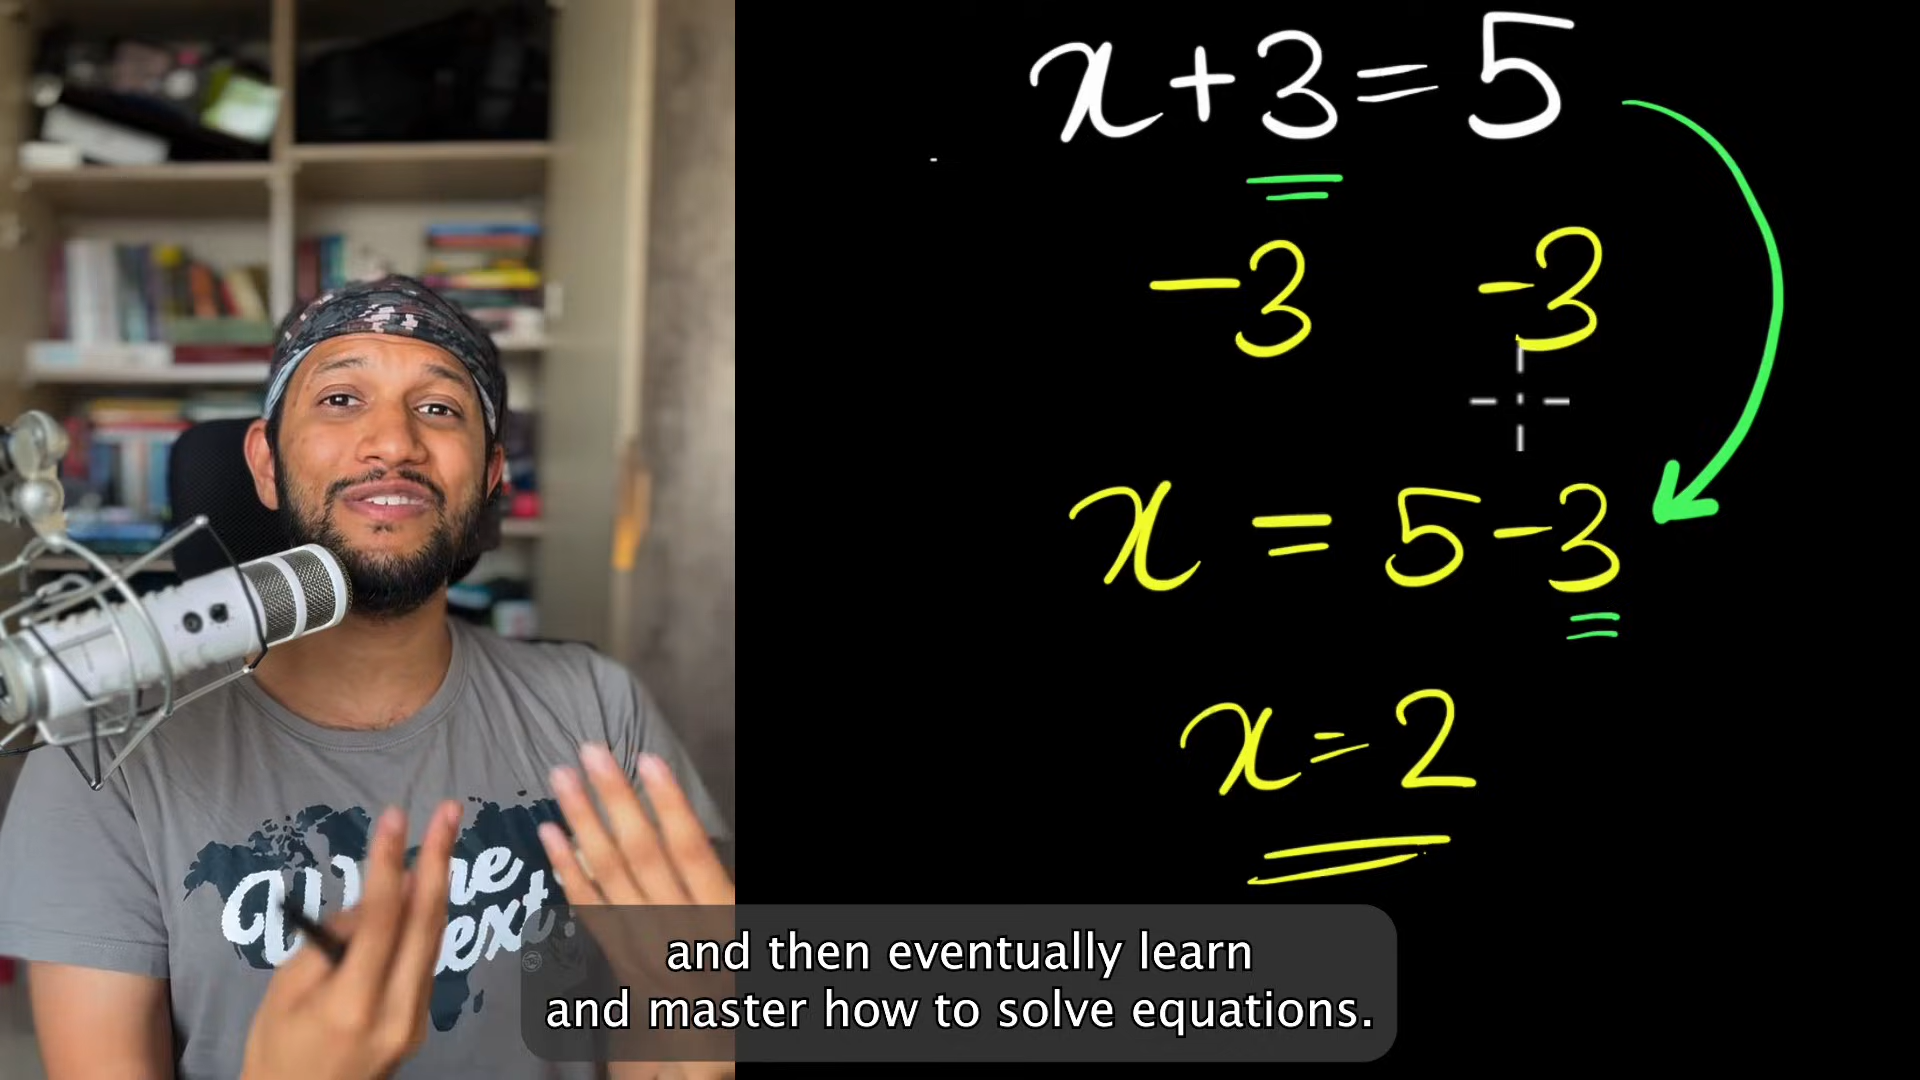 x+3=5
-3 -3
x = 5-3
x=2
and then eventually learn
and master how to solve equations.